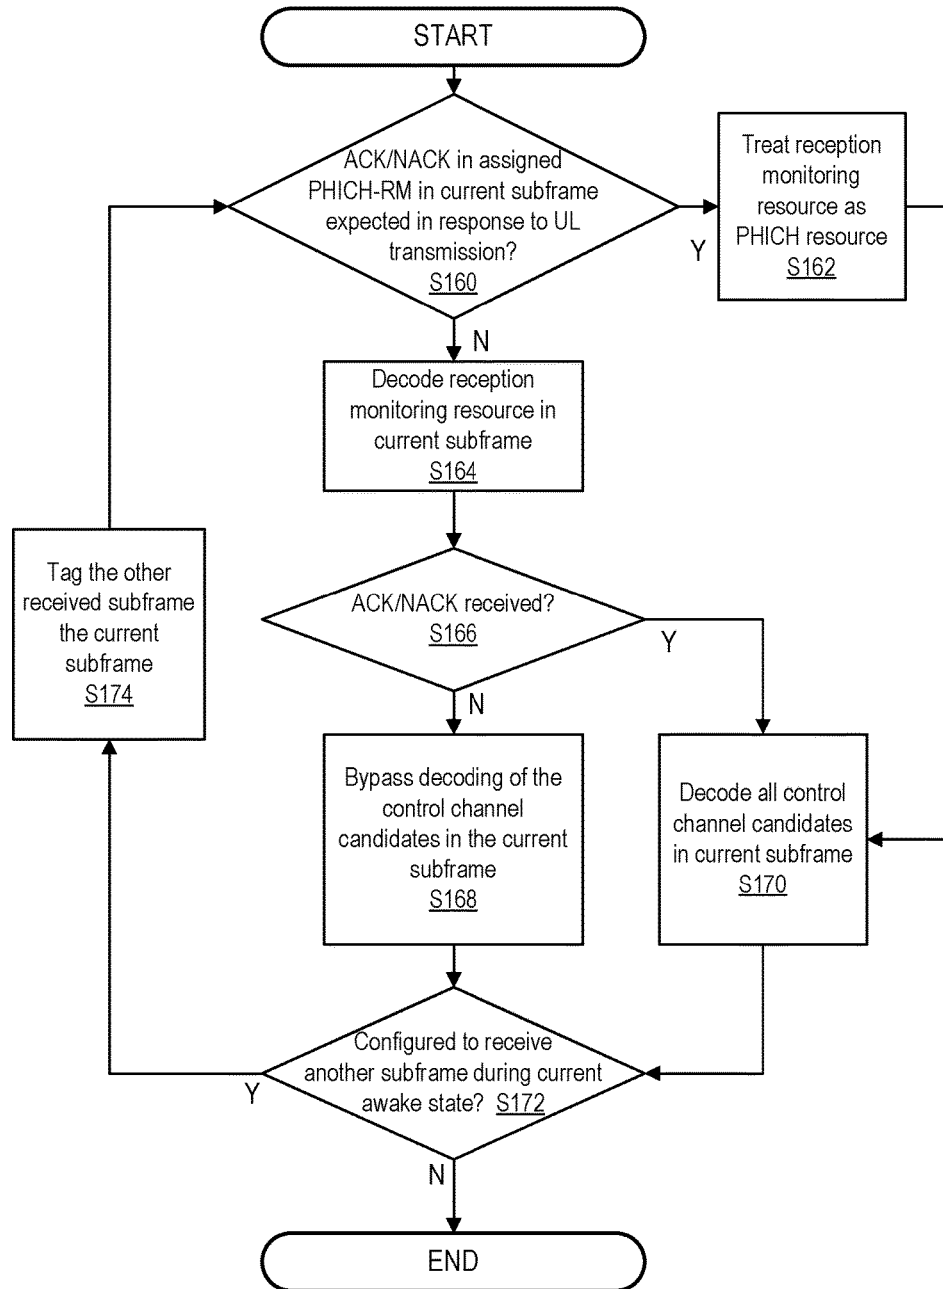 START
ACK/NACK in assigned
PHICH-RM in current subframe
expected in response to UL
transmission?
S160
Y
Treat reception
monitoring
resource as
PHICH resource
S162
N
Decode reception
monitoring resource in
current subframe
S164
Tag the other
received subframe
the current
subframe
S174
ACK/NACK received?
S166
Y
N
Bypass decoding of the
control channel
candidates in the current
subframe
S168
Decode all control
channel candidates
in current subframe
S170
Configured to receive
another subframe during current
awake state? S172
Y
N
END